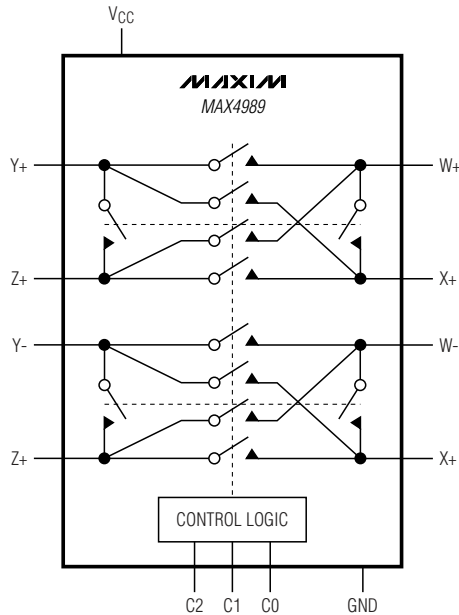 VCC
MAXIM
MAX4989
Y+
W+
Z+
X+
Y-
W-
Z+
X+
CONTROL LOGIC
C2 C1 C0 GND